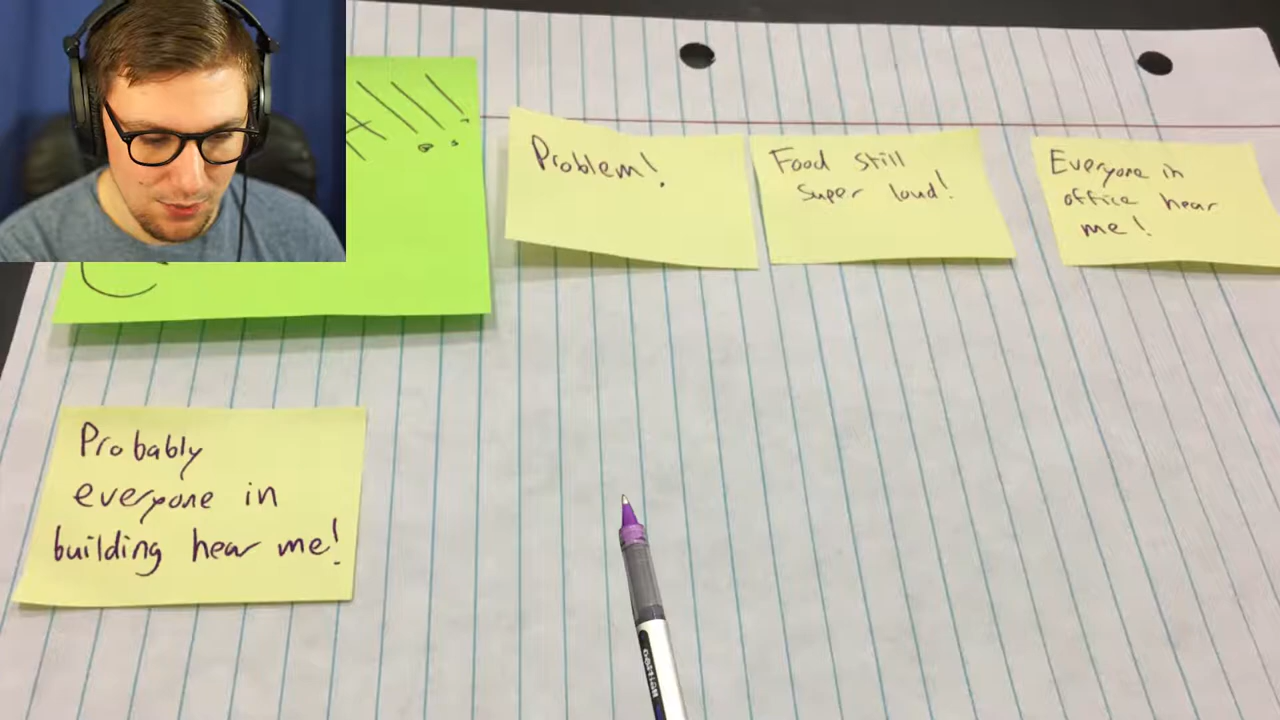 Problem!
Food still
super loud!
Everyone in
office hear
me!
Probably
everyone in
building hear me!